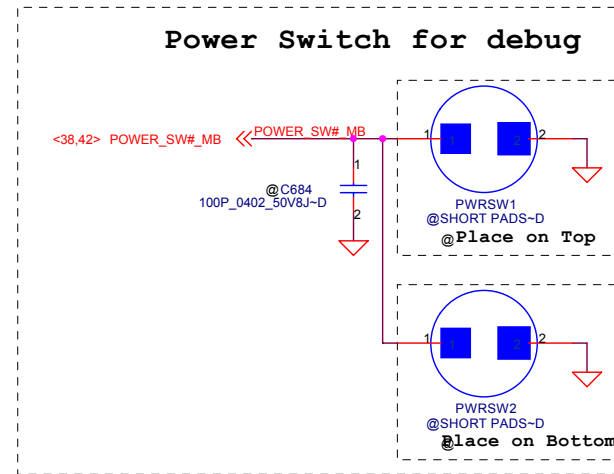 Power Switch for debug
<38,42> POWER_SW#_MB
POWER_SW#_MB
1
1
2
2
1
2
@ C684
100P_0402_50V8J~D
PWRSW1
@SHORT PADS~D
@Place on Top
1
1
2
2
PWRSW2
@SHORT PADS~D
@Place on Bottom